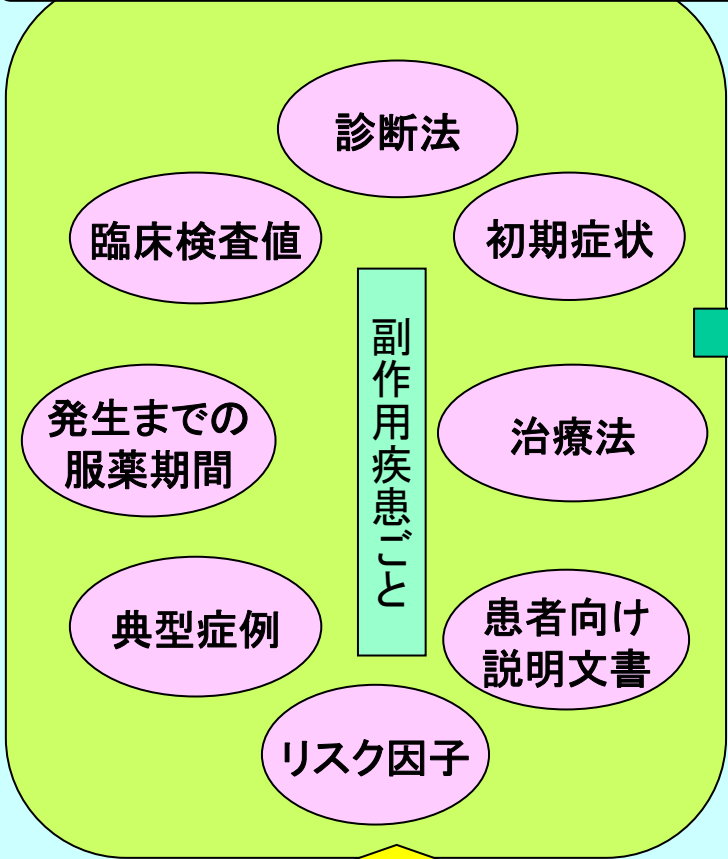 診断法
臨床検査値
初期症状
副作用疾患ごと
発生までの
服薬期間
治療法
典型症例
患者向け
説明文書
リスク因子